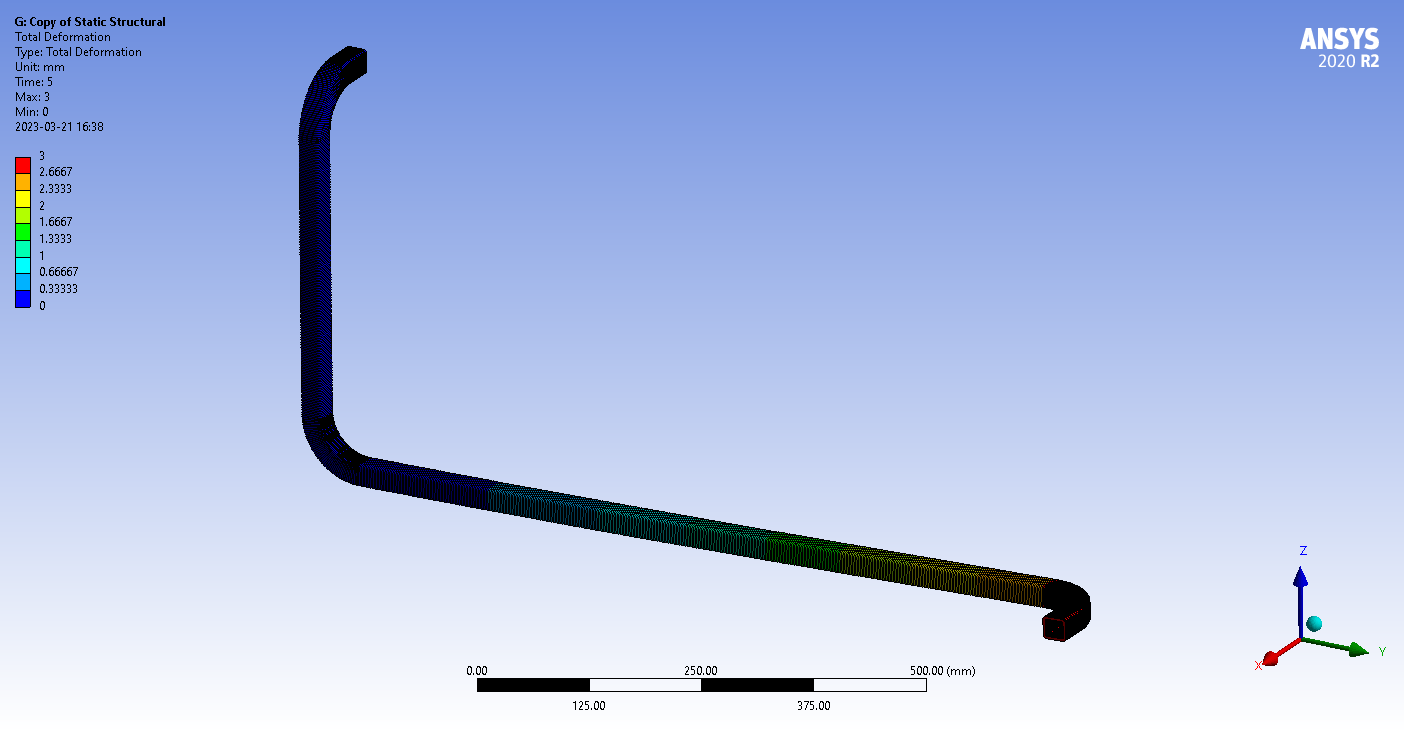 G: Copy of Static Structural
Total Deformation
Type: Total Deformation
Unit: mm
Time: 5
Max: 3
Min: 0
2023-03-21 16:38
3
2.6667
2.3333
2
1.6667
1.3333
1
0.66667
0.33333
0
ANSYS
2020 R2
Z
Y
X
0.00 250.00 500.00 (mm)
125.00 375.00